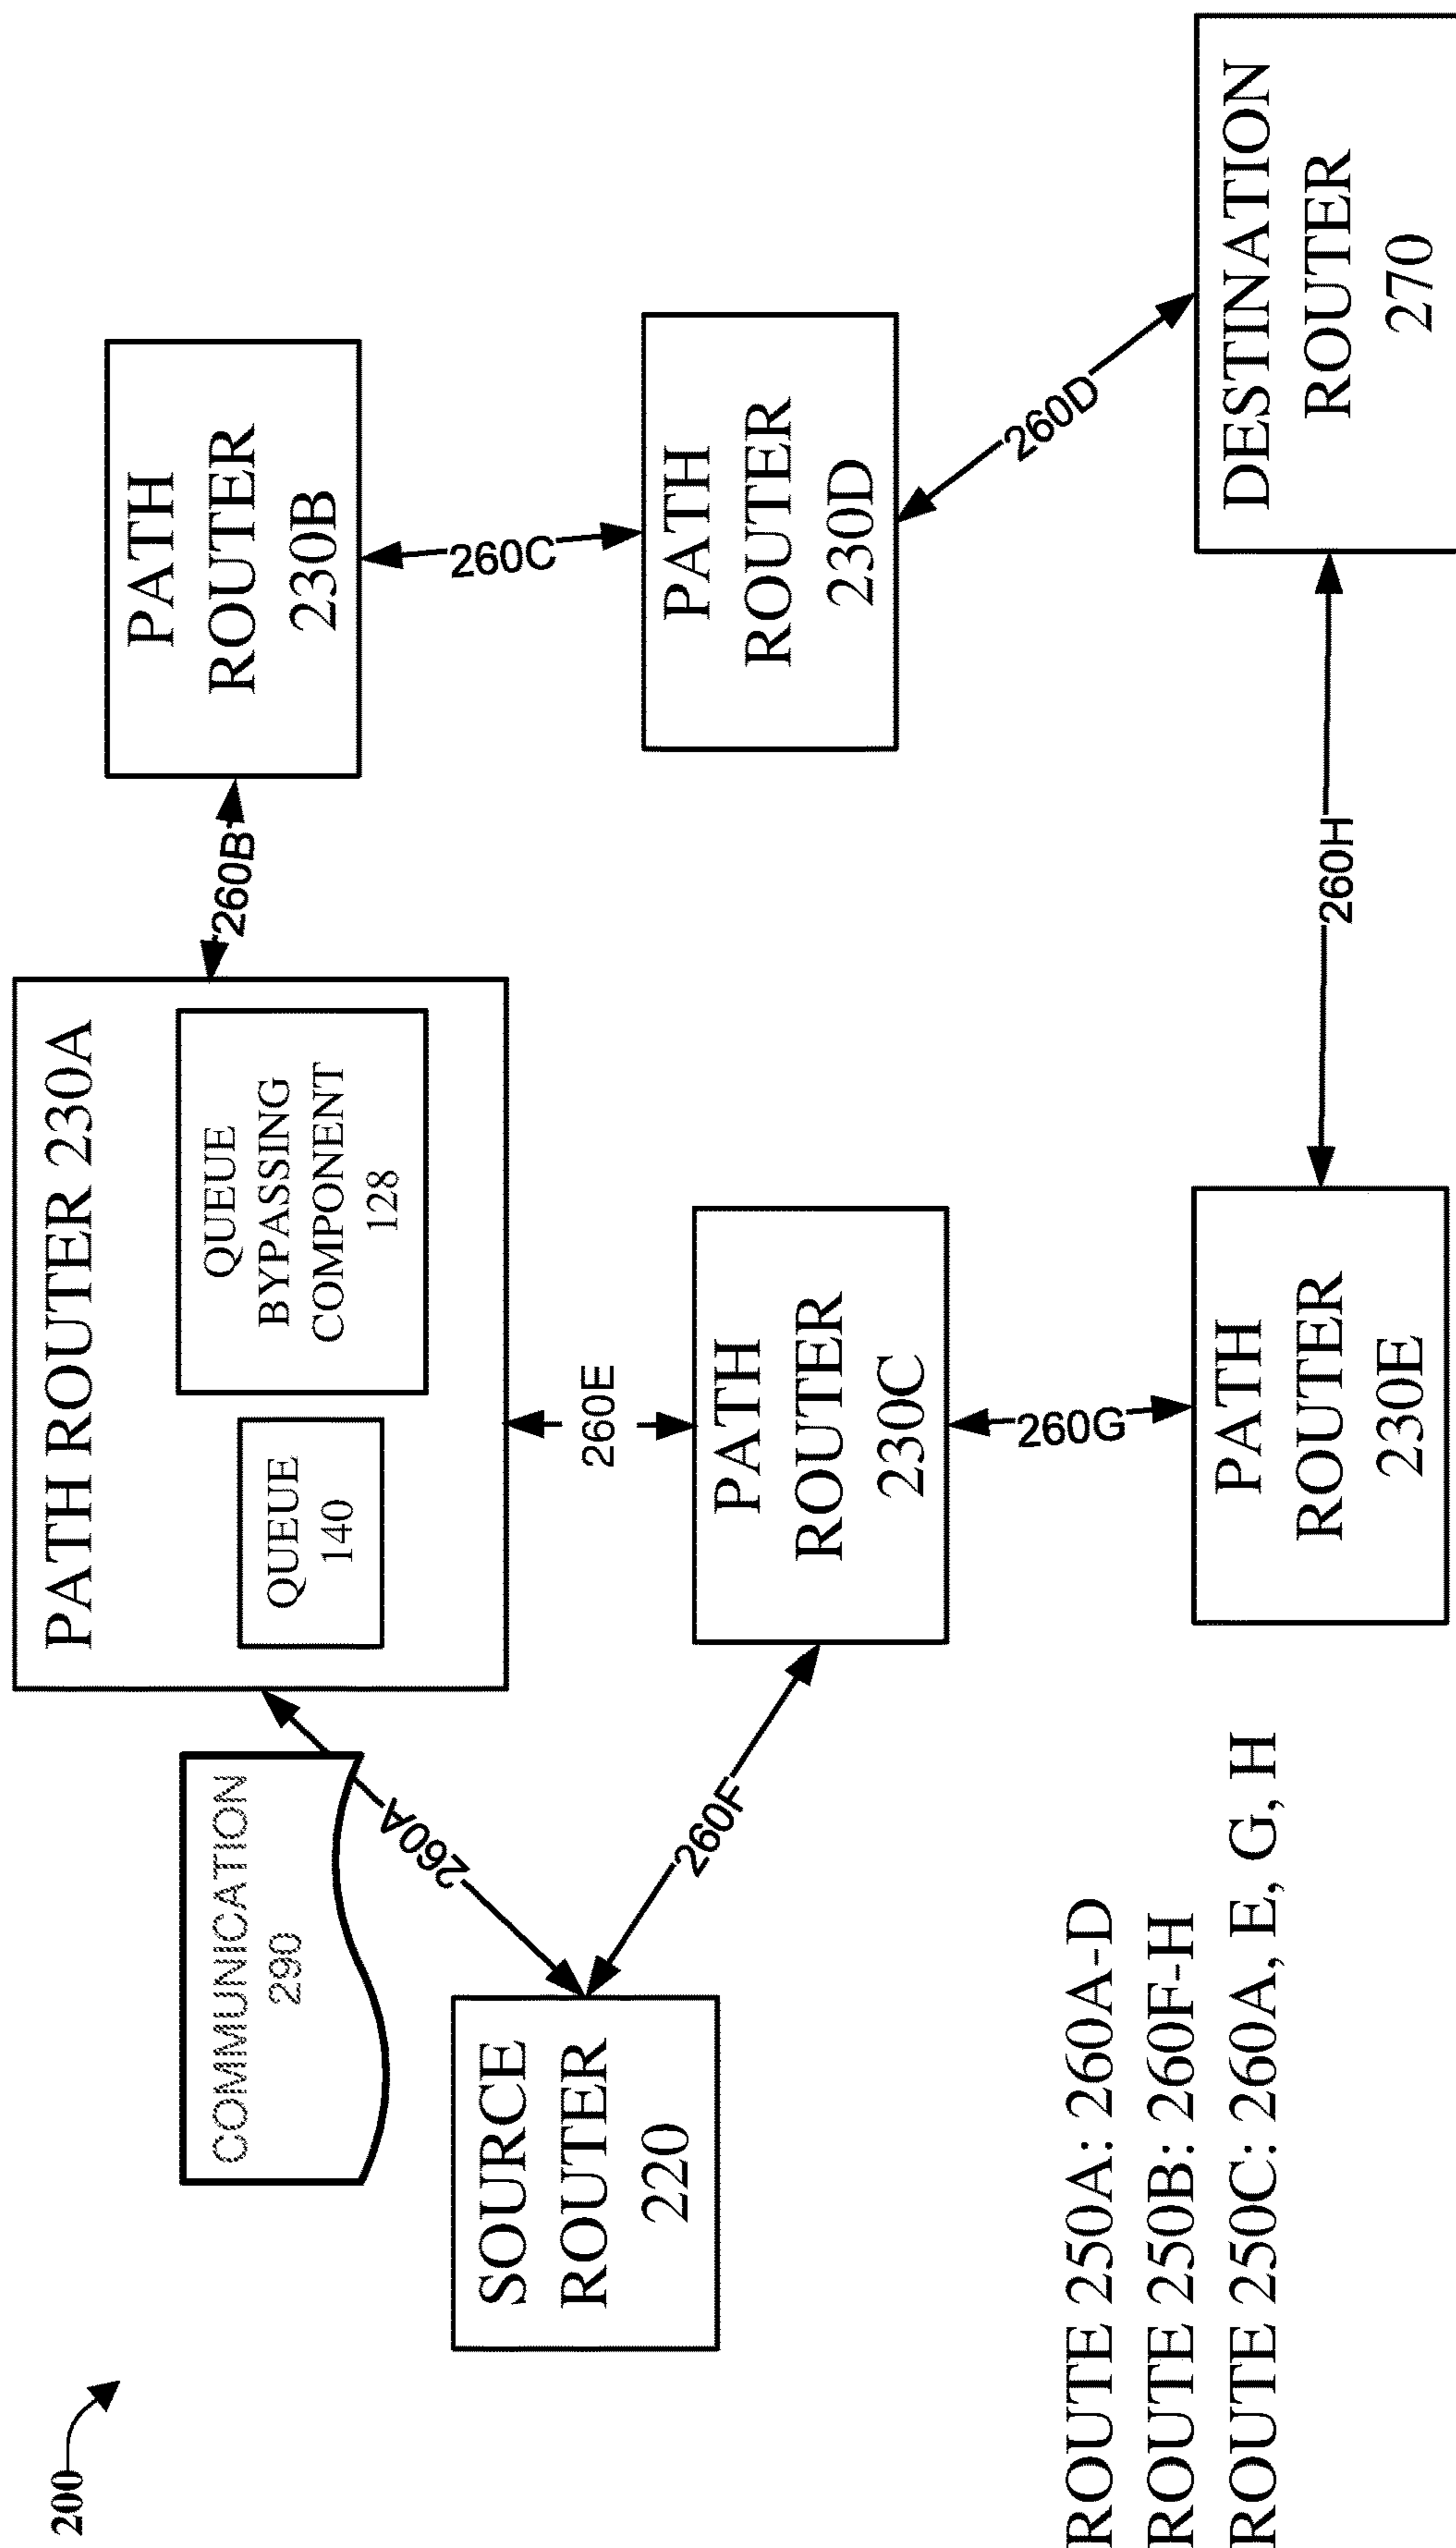 200
COMMUNICATION
290
260A
SOURCE
ROUTER
220
PATH ROUTER 230A
QUEUE
140
QUEUE
BYPASSING
COMPONENT
128
260B
PATH
ROUTER
230B
260C
260E
260F
PATH
ROUTER
230C
PATH
ROUTER
230D
260D
260G
PATH
ROUTER
230E
260H
DESTINATION
ROUTER
270
ROUTE 250A: 260A-D
ROUTE 250B: 260F-H
ROUTE 250C: 260A, E, G, H